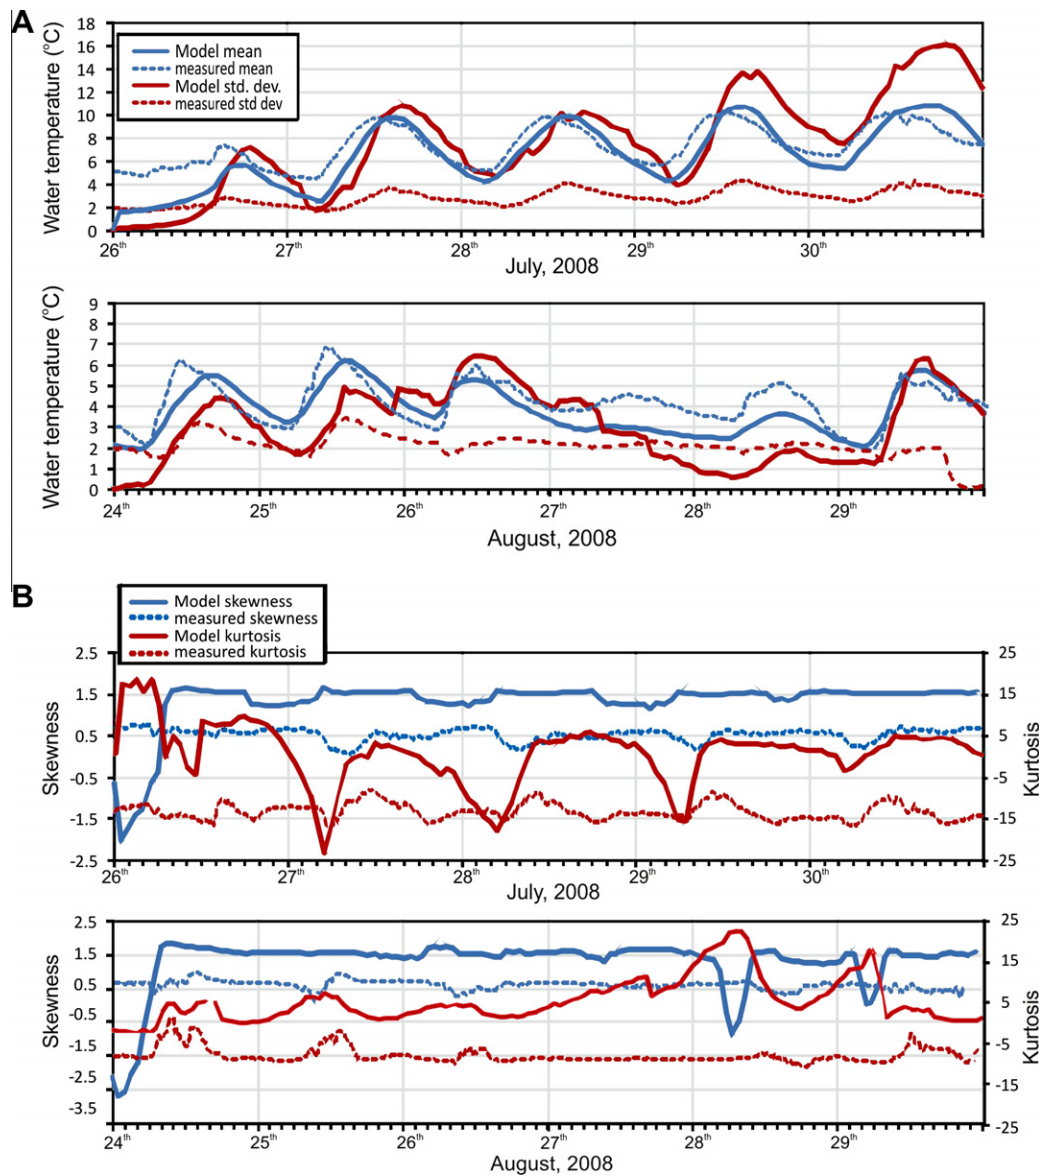 A
Water temperature (°C)
18
16
14
12
10
8
6
4
2
0
Model mean
measured mean
Model std. dev.
measured std dev
26th 27th 28th 29th 30th
July, 2008
Water temperature (°C)
9
8
7
6
5
4
3
2
1
0
24th 25th 26th 27th 28th 29th
August, 2008
B
Model skewness
measured skewness
Model kurtosis
measured kurtosis
Skewness
2.5
1.5
0.5
-0.5
-1.5
-2.5
25
15
5
-5
-15
-25
Kurtosis
26th 27th 28th 29th 30th
July, 2008
Skewness
2.5
1.5
0.5
-0.5
-1.5
-2.5
-3.5
25
15
5
-5
-15
-25
Kurtosis
24th 25th 26th 27th 28th 29th
August, 2008